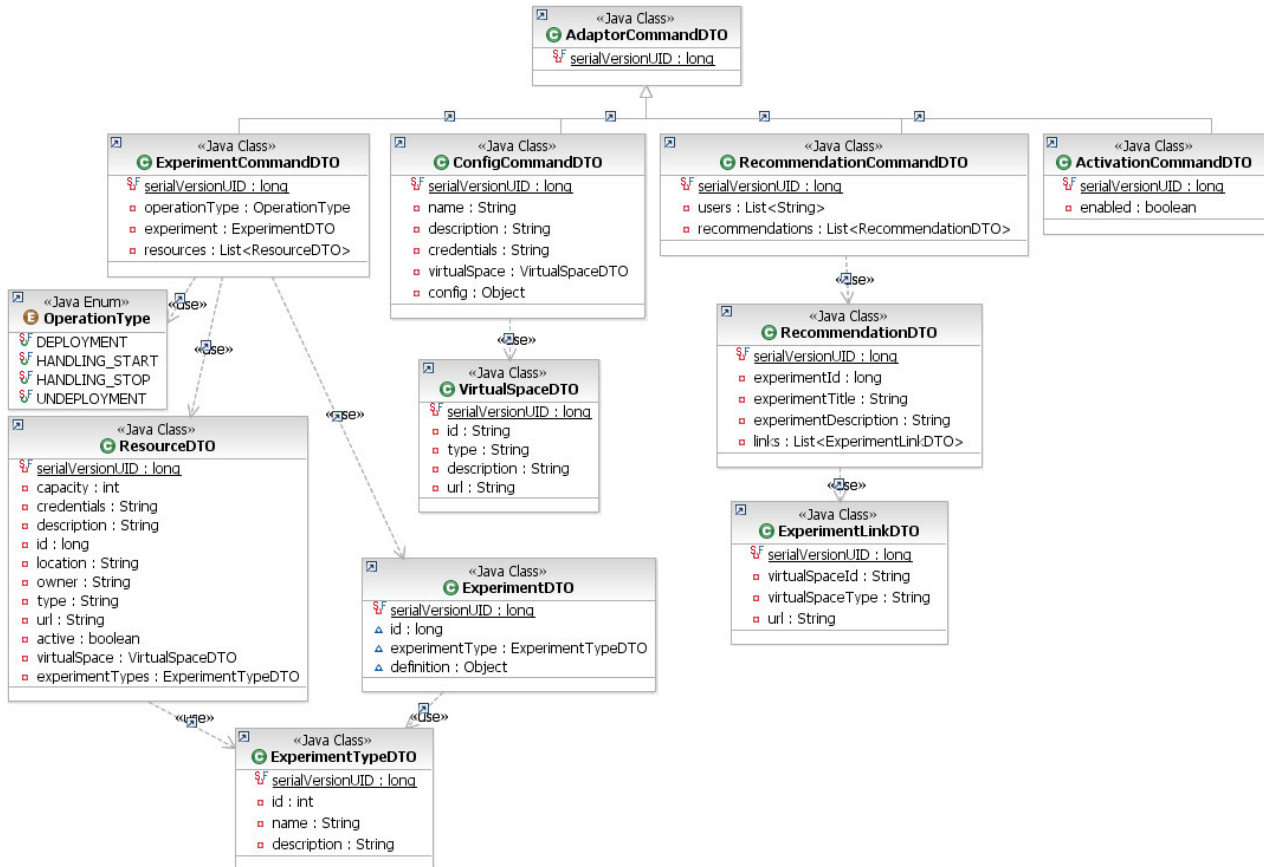 «Java Class»
AdaptorCommandDTO
serialVersionUID : long
«Java Class»
ExperimentCommandDTO
serialVersionUID : long
operationType : OperationType
experiment : ExperimentDTO
resources : List<ResourceDTO>
«Java Class»
ConfigCommandDTO
serialVersionUID : long
name : String
description : String
credentials : String
virtualSpace : VirtualSpaceDTO
config : Object
«Java Class»
RecommendationCommandDTO
serialVersionUID : long
users : List<String>
recommendations : List<RecommendationDTO>
«Java Class»
ActivationCommandDTO
serialVersionUID : long
enabled : boolean
«use»
«use»
«use»
«use»
«use»
«Java Enum»
OperationType
DEPLOYMENT
HANDLING_START
HANDLING_STOP
UNDEPLOYMENT
«Java Class»
RecommendationDTO
serialVersionUID : long
experimentId : long
experimentTitle : String
experimentDescription : String
links : List<ExperimentLinkDTO>
«Java Class»
VirtualSpaceDTO
serialVersionUID : long
id : String
type : String
description : String
url : String
«Java Class»
ResourceDTO
serialVersionUID : long
capacity : int
credentials : String
description : String
id : long
location : String
owner : String
type : String
url : String
active : boolean
virtualSpace : VirtualSpaceDTO
experimentTypes : ExperimentTypeDTO
«use»
«Java Class»
ExperimentLinkDTO
serialVersionUID : long
virtualSpaceId : String
virtualSpaceType : String
url : String
«Java Class»
ExperimentDTO
serialVersionUID : long
id : long
experimentType : ExperimentTypeDTO
definition : Object
«use»
«use»
«Java Class»
ExperimentTypeDTO
serialVersionUID : long
id : int
name : String
description : String